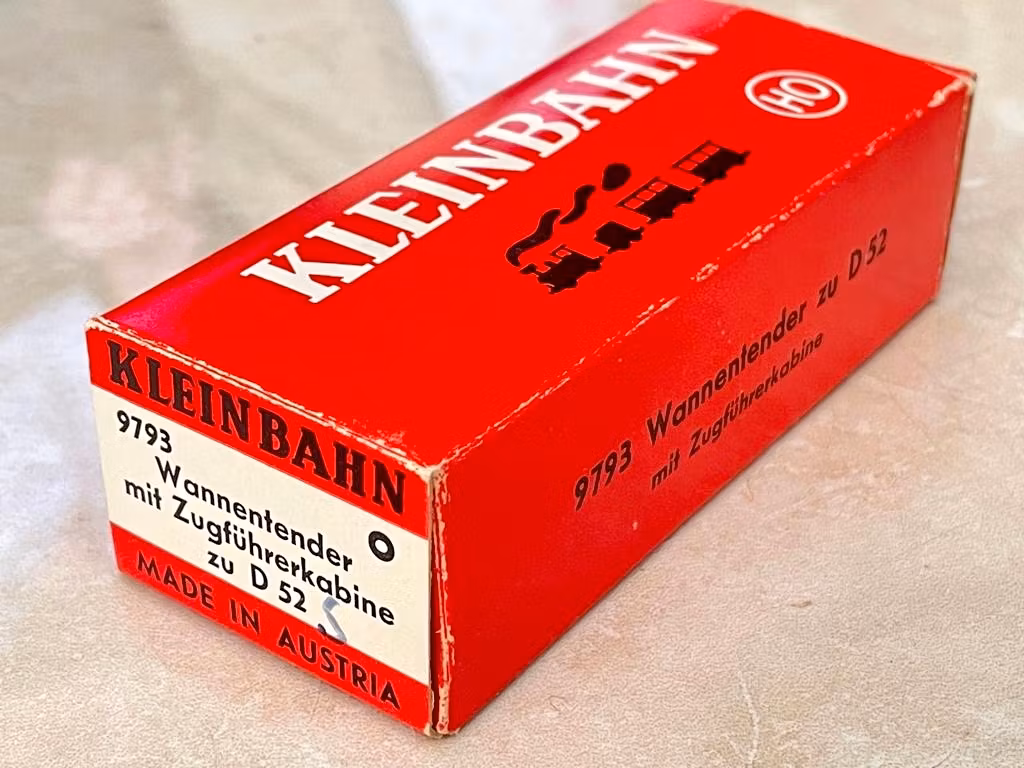 KLEINBAHN
HO
9793 Wannentender zu D 52
mit Zugführerkabine
KLEINBAHN
9793
Wannentender O
mit Zugführerkabine
zu D 52 S
MADE IN AUSTRIA